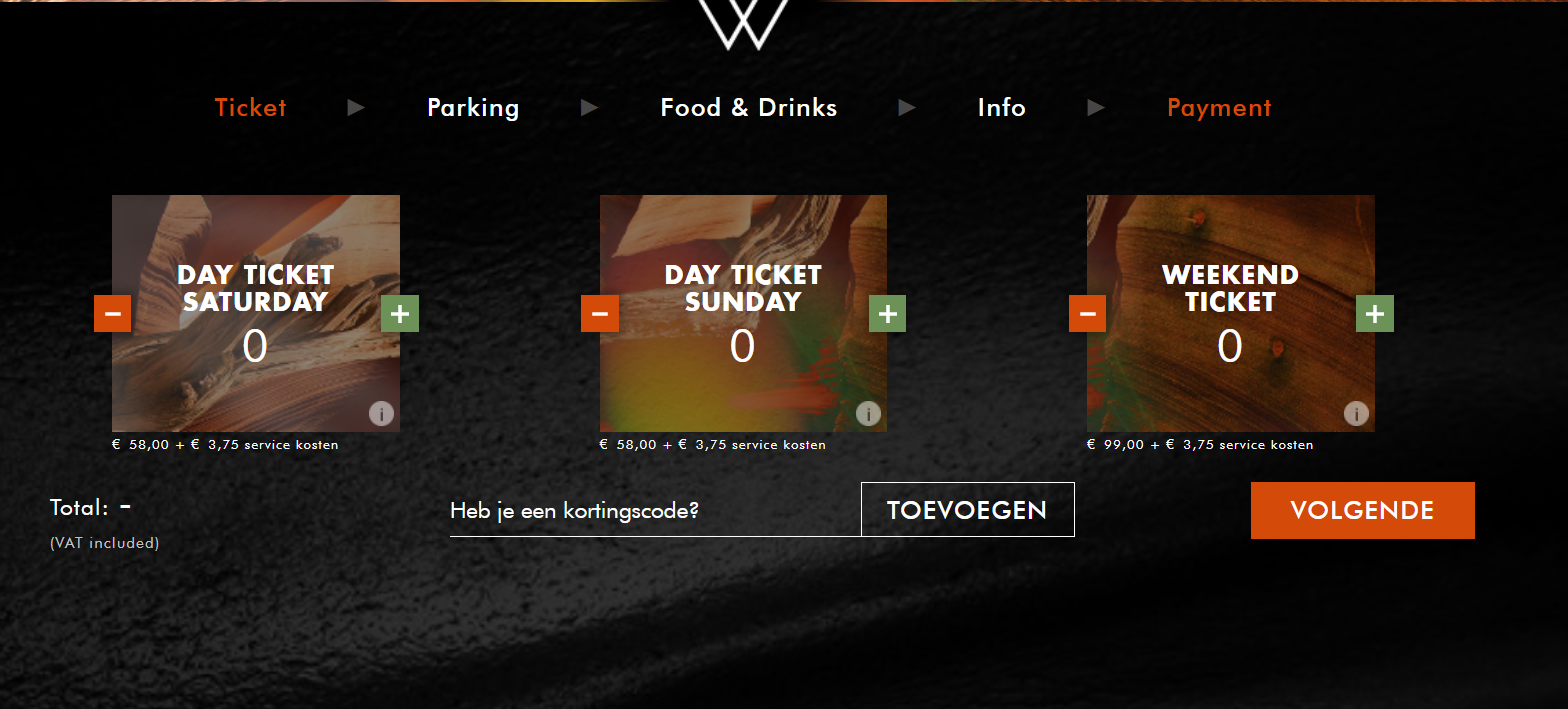 W
Ticket Parking Food & Drinks Info Payment
DAY TICKET
SATURDAY
- 0 +
i
€ 58,00 + € 3,75 service kosten
DAY TICKET
SUNDAY
- 0 +
i
€ 58,00 + € 3,75 service kosten
WEEKEND
TICKET
- 0 +
i
€ 99,00 + € 3,75 service kosten
Total: -
(VAT included)
Heb je een kortingscode?
TOEVOEGEN
VOLGENDE